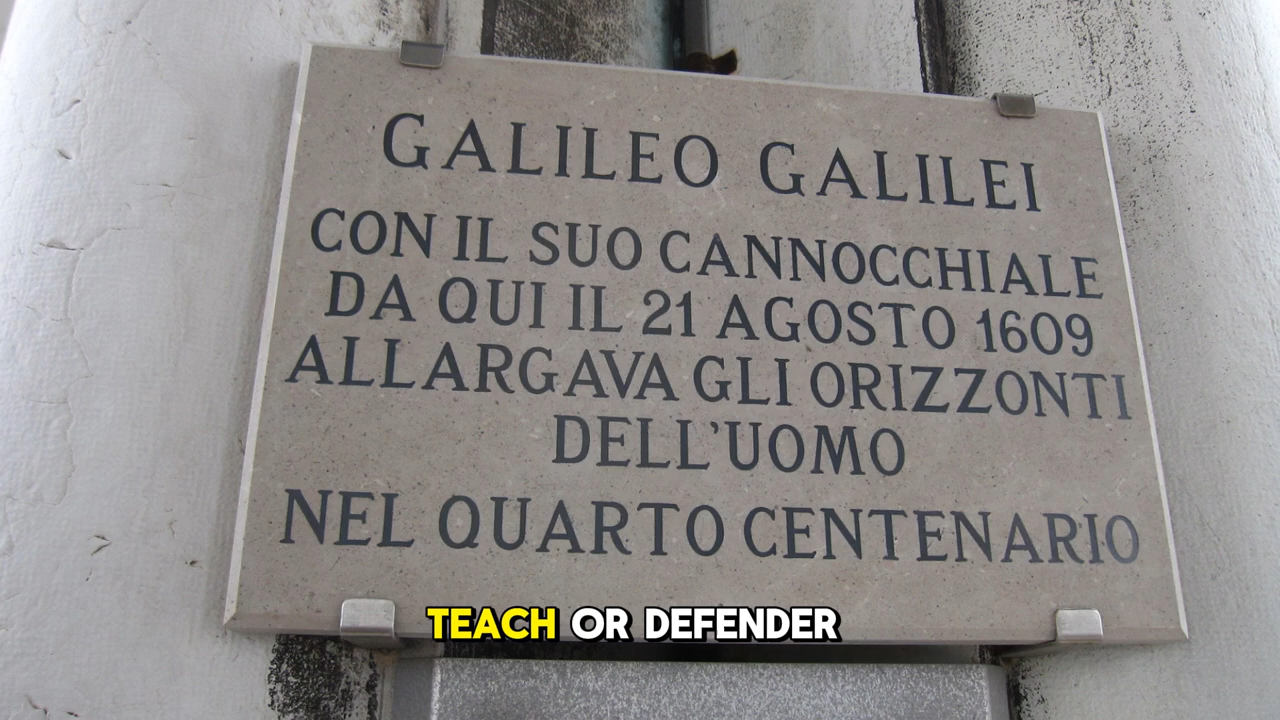 GALILEO GALILEI
CON IL SUO CANNOCCHIALE
DA QUI IL 21 AGOSTO 1609
ALLARGAVA GLI ORIZZONTI
DELL'UOMO
NEL QUARTO CENTENARIO
TEACH OR DEFENDER